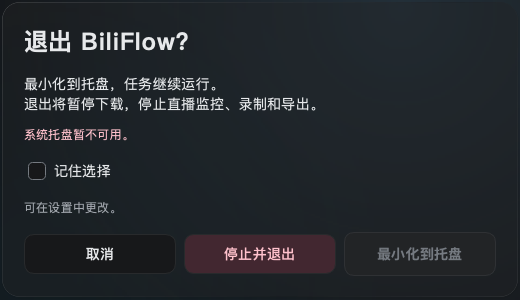 退出 BiliFlow?
最小化到托盘，任务继续运行。
退出将暂停下载，停止直播监控、录制和导出。
系统托盘暂不可用。
记住选择
可在设置中更改。
取消
停止并退出
最小化到托盘